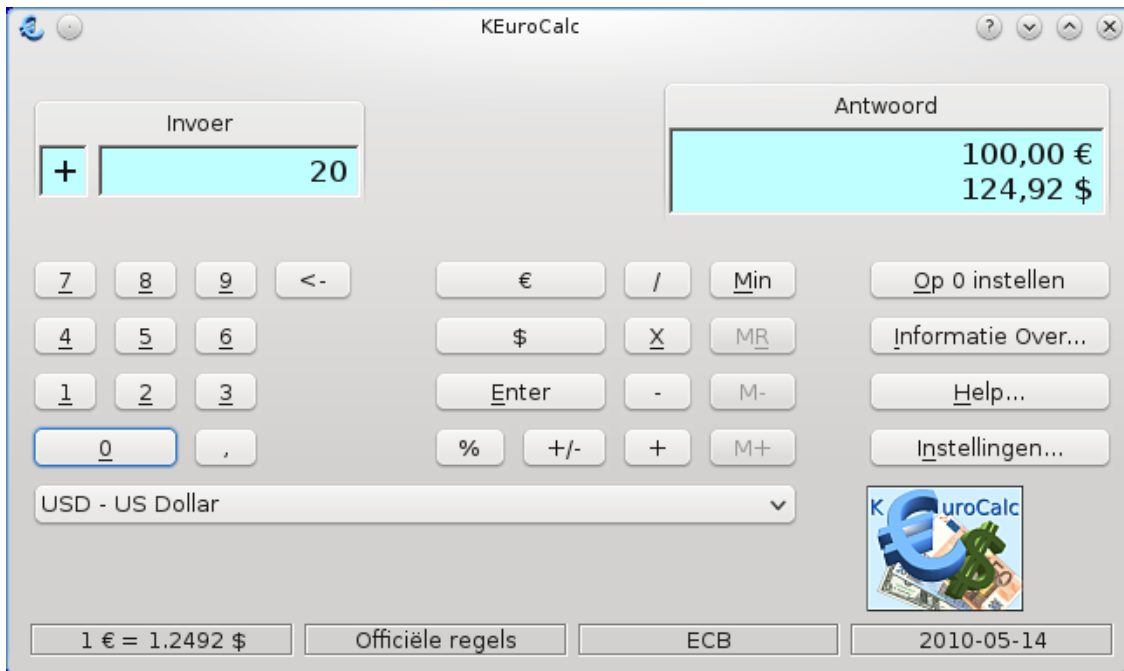 KEuroCalc
?
Invoer
Antwoord
+ 20
100,00 €
124,92 $
7 8 9 <- € / Min Op 0 instellen
4 5 6 $ X MR Informatie Over...
1 2 3 Enter - M- Help...
0 , % +/- + M+ Instellingen...
USD - US Dollar
K€uroCalc
1 € = 1.2492 $ Officiële regels ECB 2010-05-14